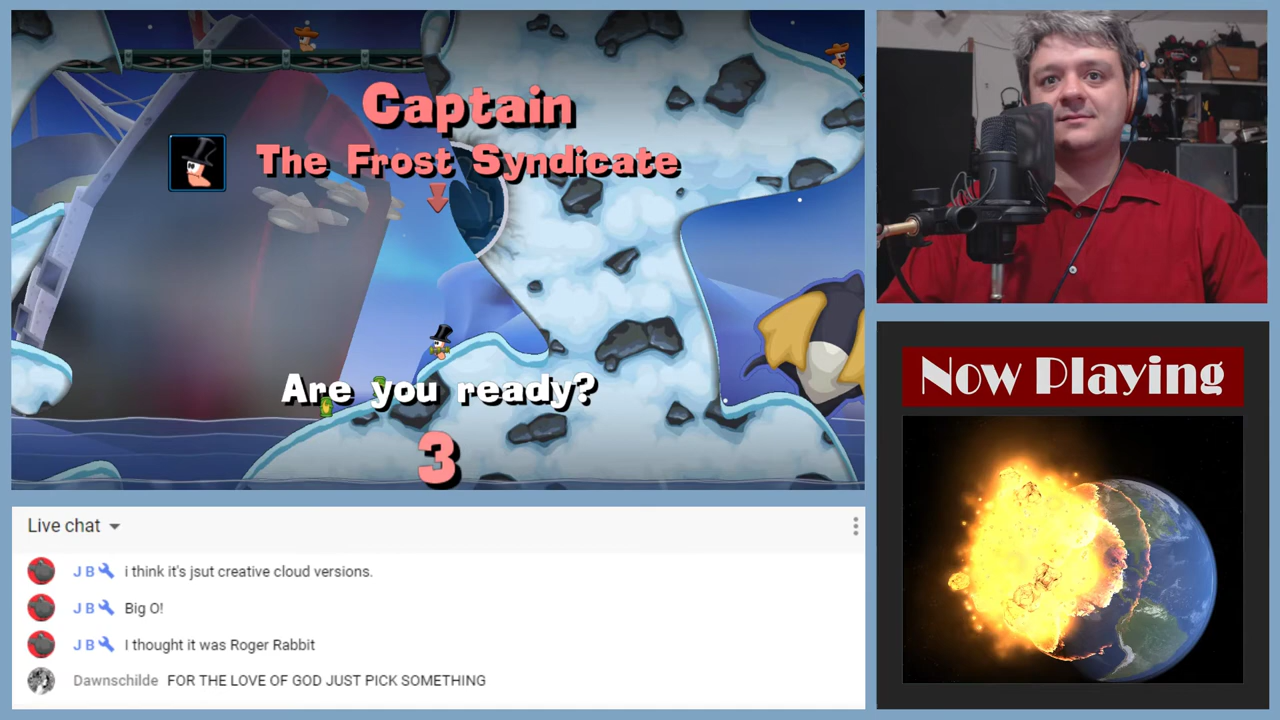 Captain
The Frost Syndicate
Are you ready?
3
Live chat
J B i think it's jsut creative cloud versions.
J B Big O!
J B I thought it was Roger Rabbit
Dawnschilde FOR THE LOVE OF GOD JUST PICK SOMETHING
Now Playing